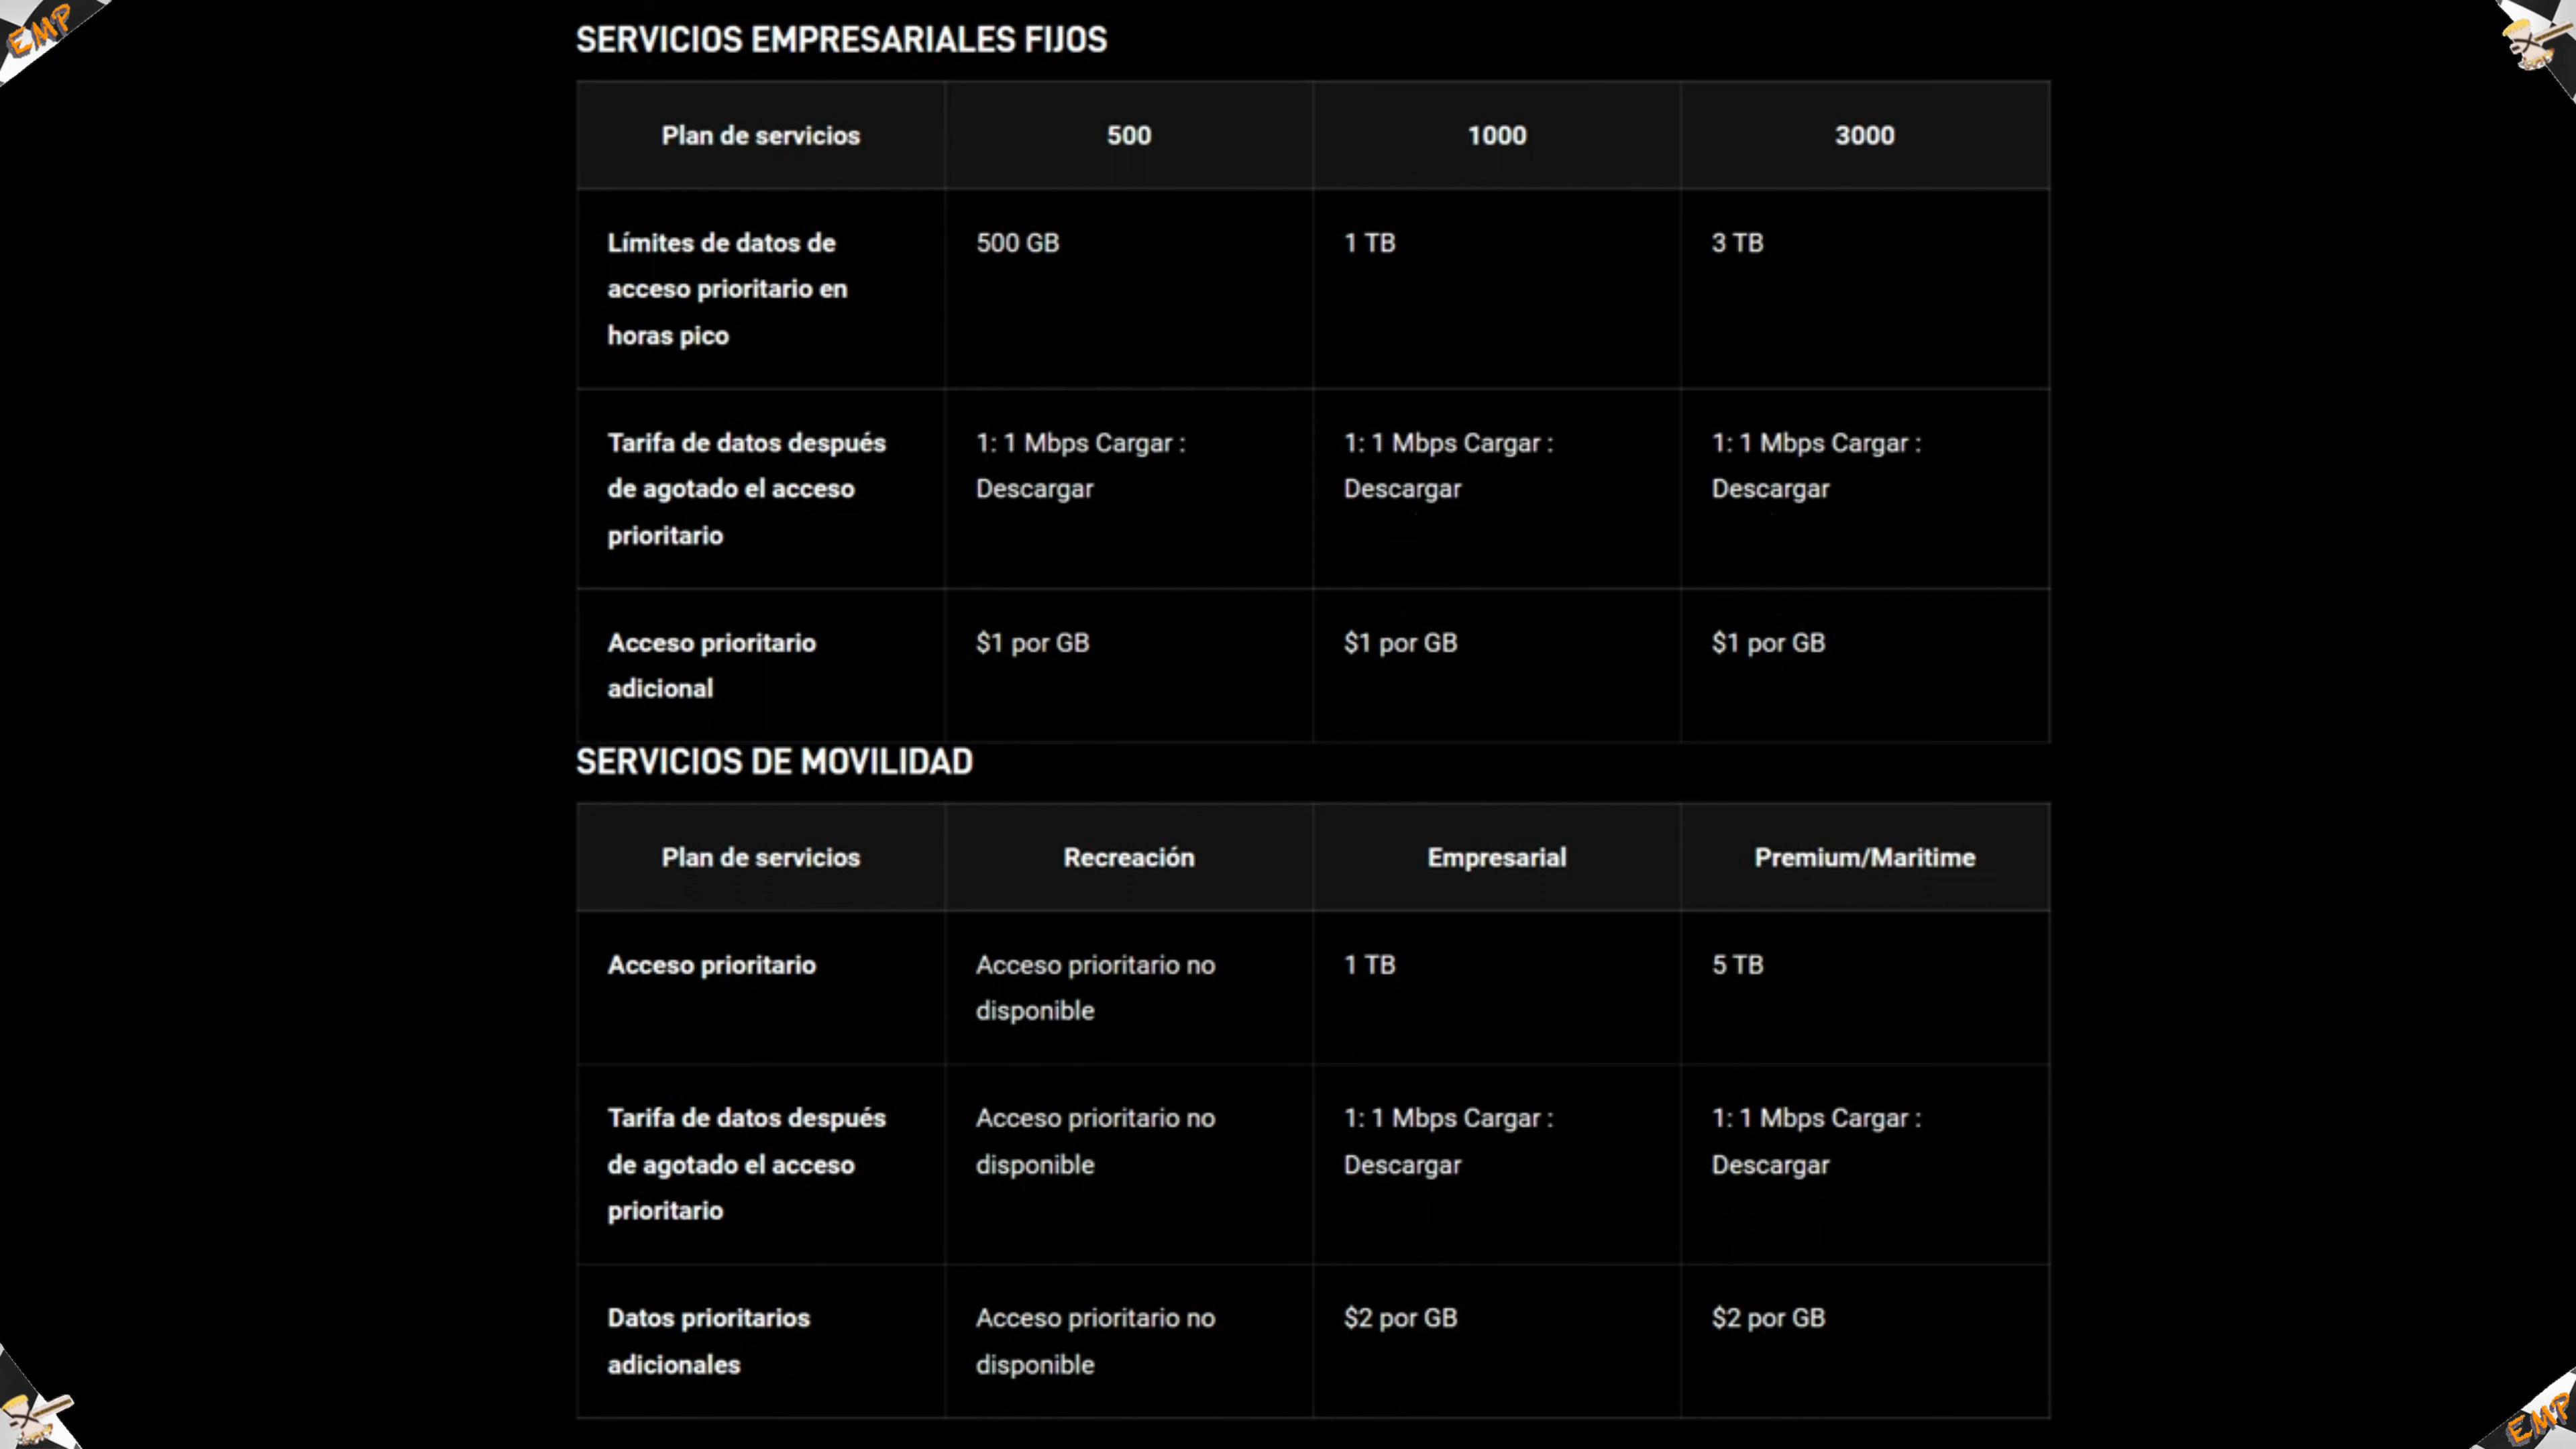 EMP
SERVICIOS EMPRESARIALES FIJOS
Plan de servicios 500 1000 3000
Límites de datos de 500 GB 1 TB 3 TB
acceso prioritario en
horas pico
Tarifa de datos después 1: 1 Mbps Cargar : 1: 1 Mbps Cargar : 1: 1 Mbps Cargar :
de agotado el acceso Descargar Descargar Descargar
prioritario
Acceso prioritario $1 por GB $1 por GB $1 por GB
adicional
SERVICIOS DE MOVILIDAD
Plan de servicios Recreación Empresarial Premium/Maritime
Acceso prioritario Acceso prioritario no 1 TB 5 TB
disponible
Tarifa de datos después Acceso prioritario no 1: 1 Mbps Cargar : 1: 1 Mbps Cargar :
de agotado el acceso disponible Descargar Descargar
prioritario
Datos prioritarios Acceso prioritario no $2 por GB $2 por GB
adicionales disponible
EMP